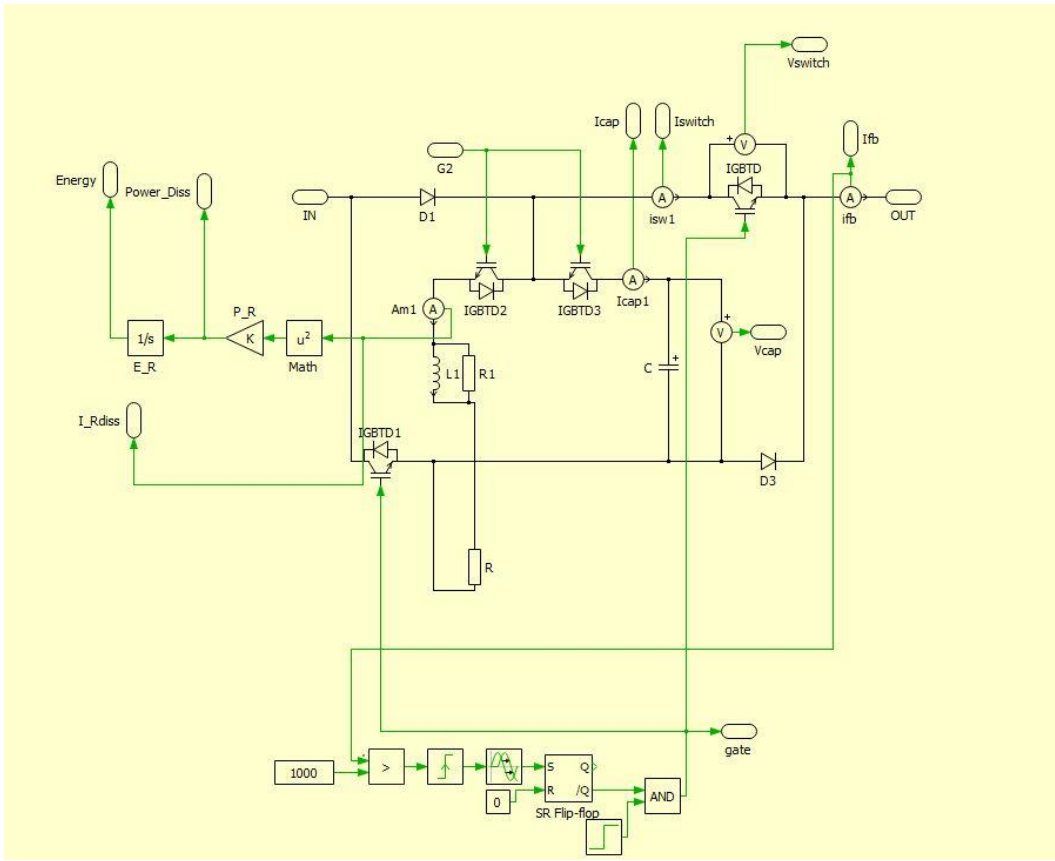 Vswitch
Icap
Iswitch
Ifb
+
V
G2
IGBTD
Energy
Power_Diss
IN
D1
A
isw1
A
ifb
OUT
A
Am1
IGBTD2
IGBTD3
Icap1
P_R
+
1/s
K
u²
V
Vcap
E_R
Math
L1
R1
C
+
I_Rdiss
IGBTD1
D3
R
gate
1000
>
S
Q
R
/Q
0
AND
SR Flip-flop